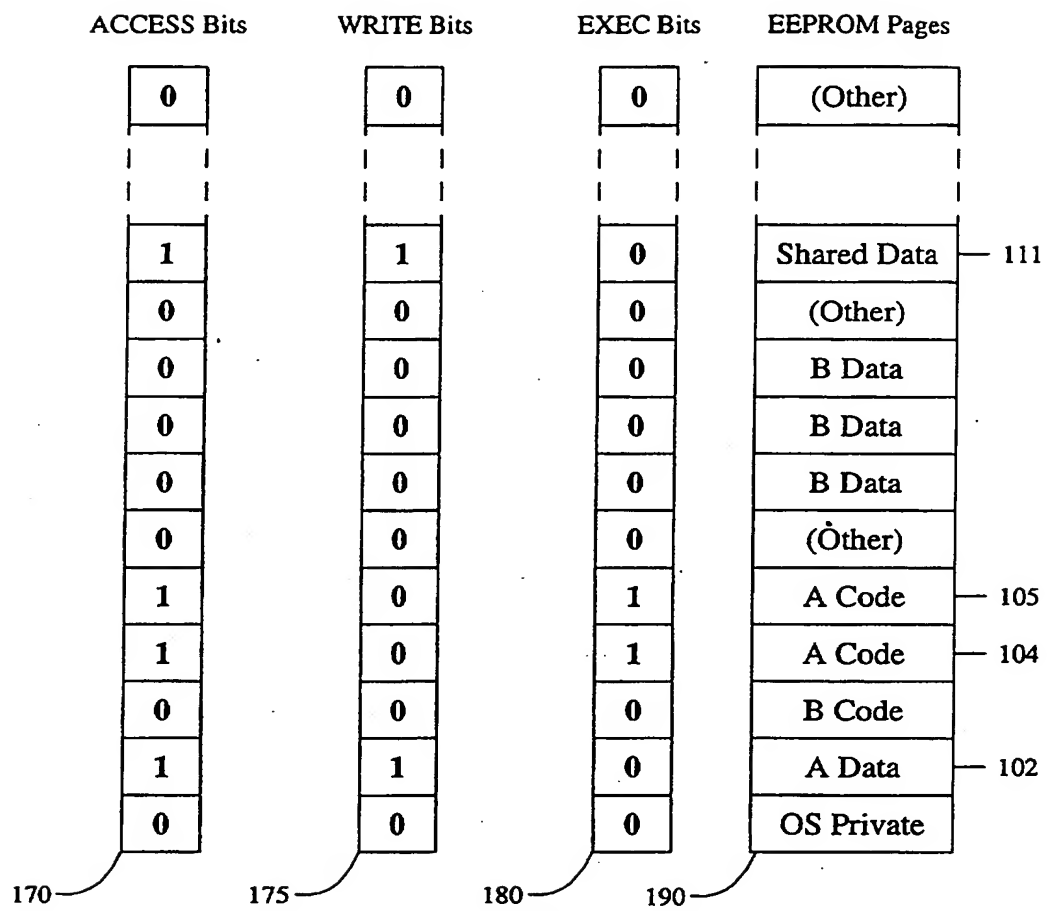 ACCESS Bits WRITE Bits EXEC Bits EEPROM Pages
0 0 0 (Other)
1 1 0 Shared Data 111
0 0 0 (Other)
0 0 0 B Data
0 0 0 B Data
0 0 0 B Data
0 0 0 (Other)
1 0 1 A Code 105
1 0 1 A Code 104
0 0 0 B Code
1 1 0 A Data 102
0 0 0 OS Private
170 175 180 190